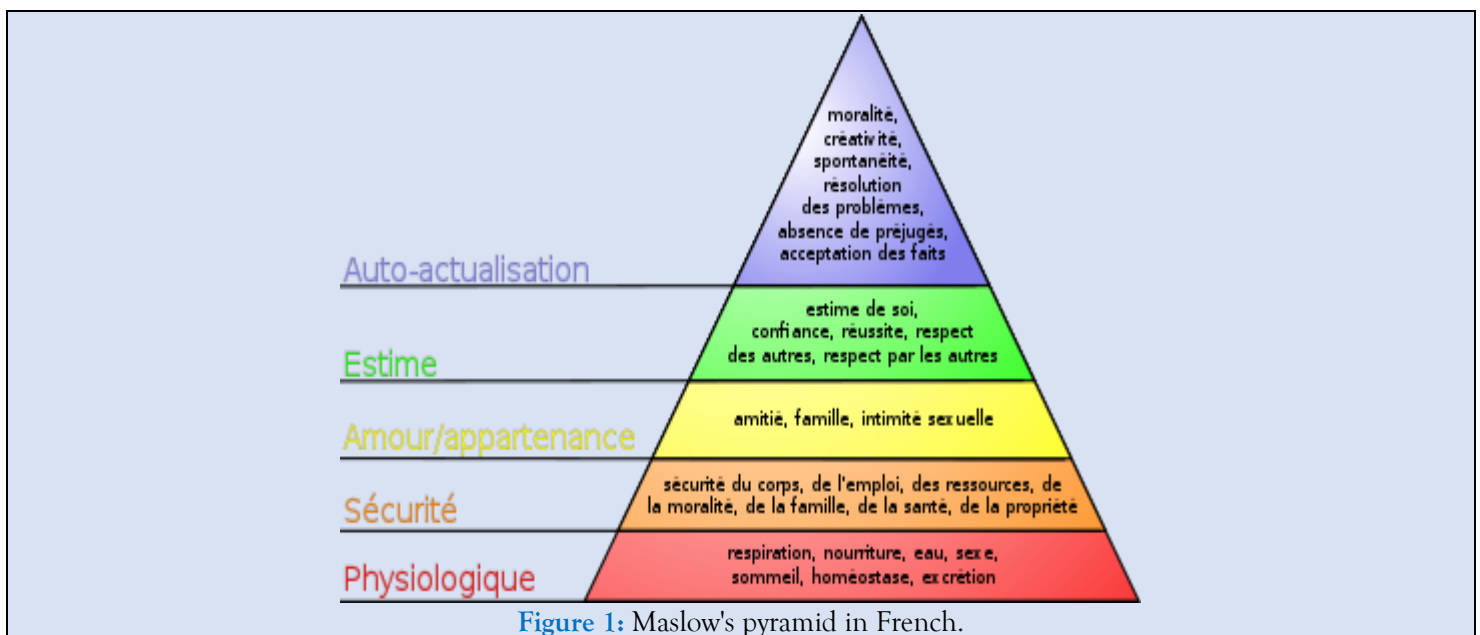 moralité,
créativité,
spontanéité,
résolution
des problèmes,
absence de préjugés,
acceptation des faits
Auto-actualisation
estime de soi,
confiance, réussite, respect
des autres, respect par les autres
Estime
amitié, famille, intimité sexuelle
Amour/appartenance
sécurité du corps, de l'emploi, des ressources, de
la moralité, de la famille, de la santé, de la propriété
Sécurité
respiration, nourriture, eau, sexe,
sommeil, homéostase, excrétion
Physiologique
Figure 1: Maslow's pyramid in French.